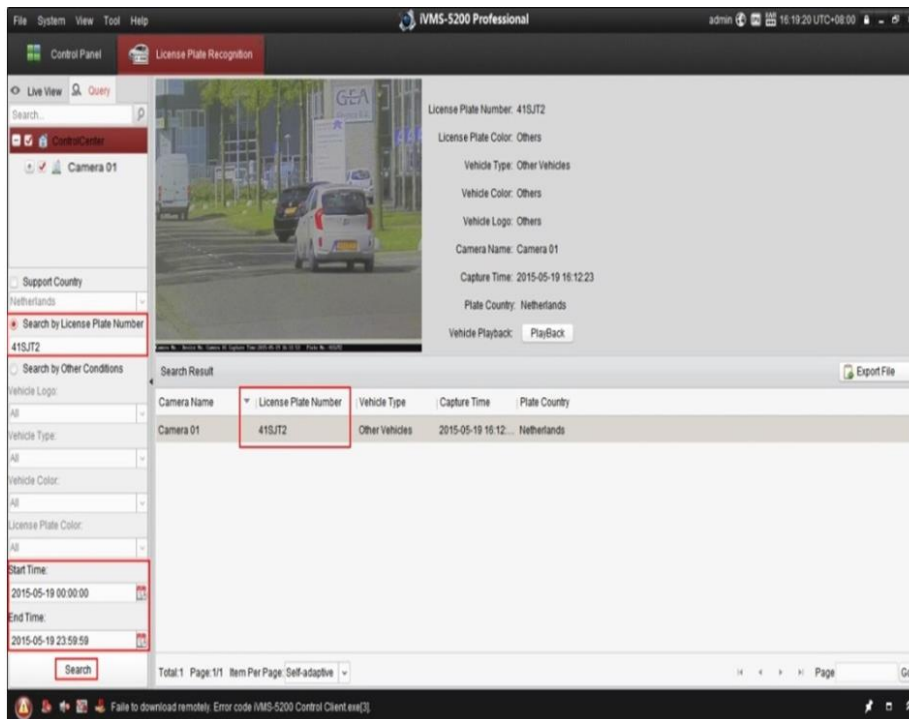 File System View Tool Help
iVMS-5200 Professional
admin
16:19:20 UTC+08:00
Control Panel
License Plate Recognition
Live View
Query
Search..
ControlCenter
Camera 01
Support Country
Netherlands
Search by License Plate Number
41SJT2
Search by Other Conditions
Vehicle Logo:
All
Vehicle Type:
All
Vehicle Color:
All
License Plate Color:
All
Start Time:
2015-05-19 00:00:00
End Time:
2015-05-19 23:59:59
Search
GEA
License Plate Number: 41SJT2
License Plate Color: Others
Vehicle Type: Other Vehicles
Vehicle Color: Others
Vehicle Logo: Others
Camera Name: Camera 01
Capture Time: 2015-05-19 16:12:23
Plate Country: Netherlands
Vehicle Playback: PlayBack
Search Result
Export File
Camera Name License Plate Number Vehicle Type Capture Time Plate Country
Camera 01 41SJT2 Other Vehicles 2015-05-19 16:12:... Netherlands
Total:1 Page:1/1 Item Per Page: Self-adaptive
Page
Go
Faile to download remotely. Error code iVMS-5200 Control Client.exe[3].